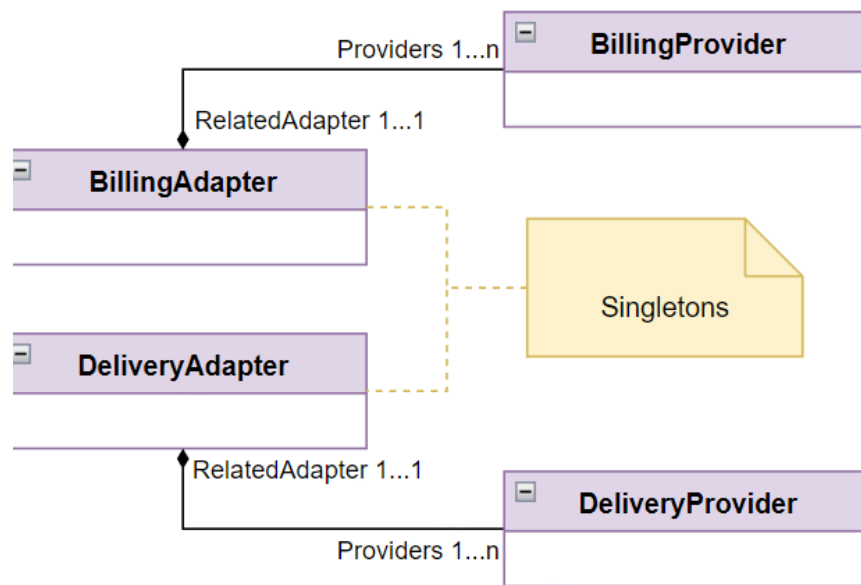 Providers 1...n
BillingProvider
RelatedAdapter 1...1
BillingAdapter
Singletons
DeliveryAdapter
RelatedAdapter 1...1
DeliveryProvider
Providers 1...n